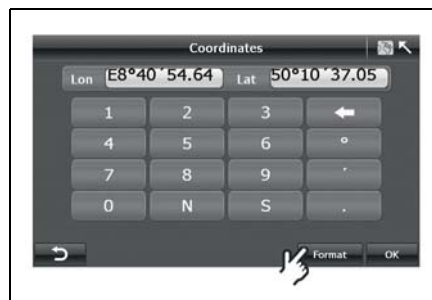 Coordinates
Lon E8°40´54.64 Lat 50°10´37.05
1 2 3
4 5 6 °
7 8 9 ´
0 N S .
Format OK